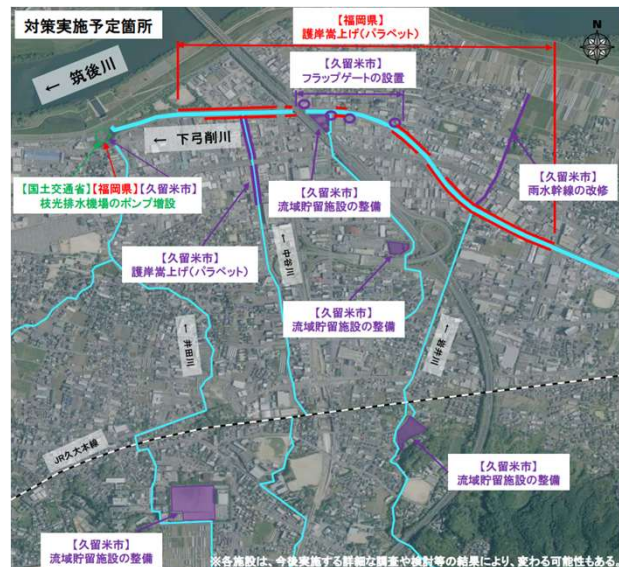 対策実施予定箇所
【福岡県】
護岸嵩上げ(パラペット)
N
← 筑後川
【久留米市】
フラップゲートの設置
← 下弓削川
【国土交通省】【福岡県】【久留米市】
枝光排水機場のポンプ増設
【久留米市】
流域貯留施設の整備
【久留米市】
雨水幹線の改修
【久留米市】
護岸嵩上げ(パラペット)
← 中谷川
【久留米市】
流域貯留施設の整備
← 井田川
← 岩井川
JR久大本線
【久留米市】
流域貯留施設の整備
【久留米市】
流域貯留施設の整備
※各施設は、今後実施する詳細な調査や検討等の結果により、変わる可能性もある。